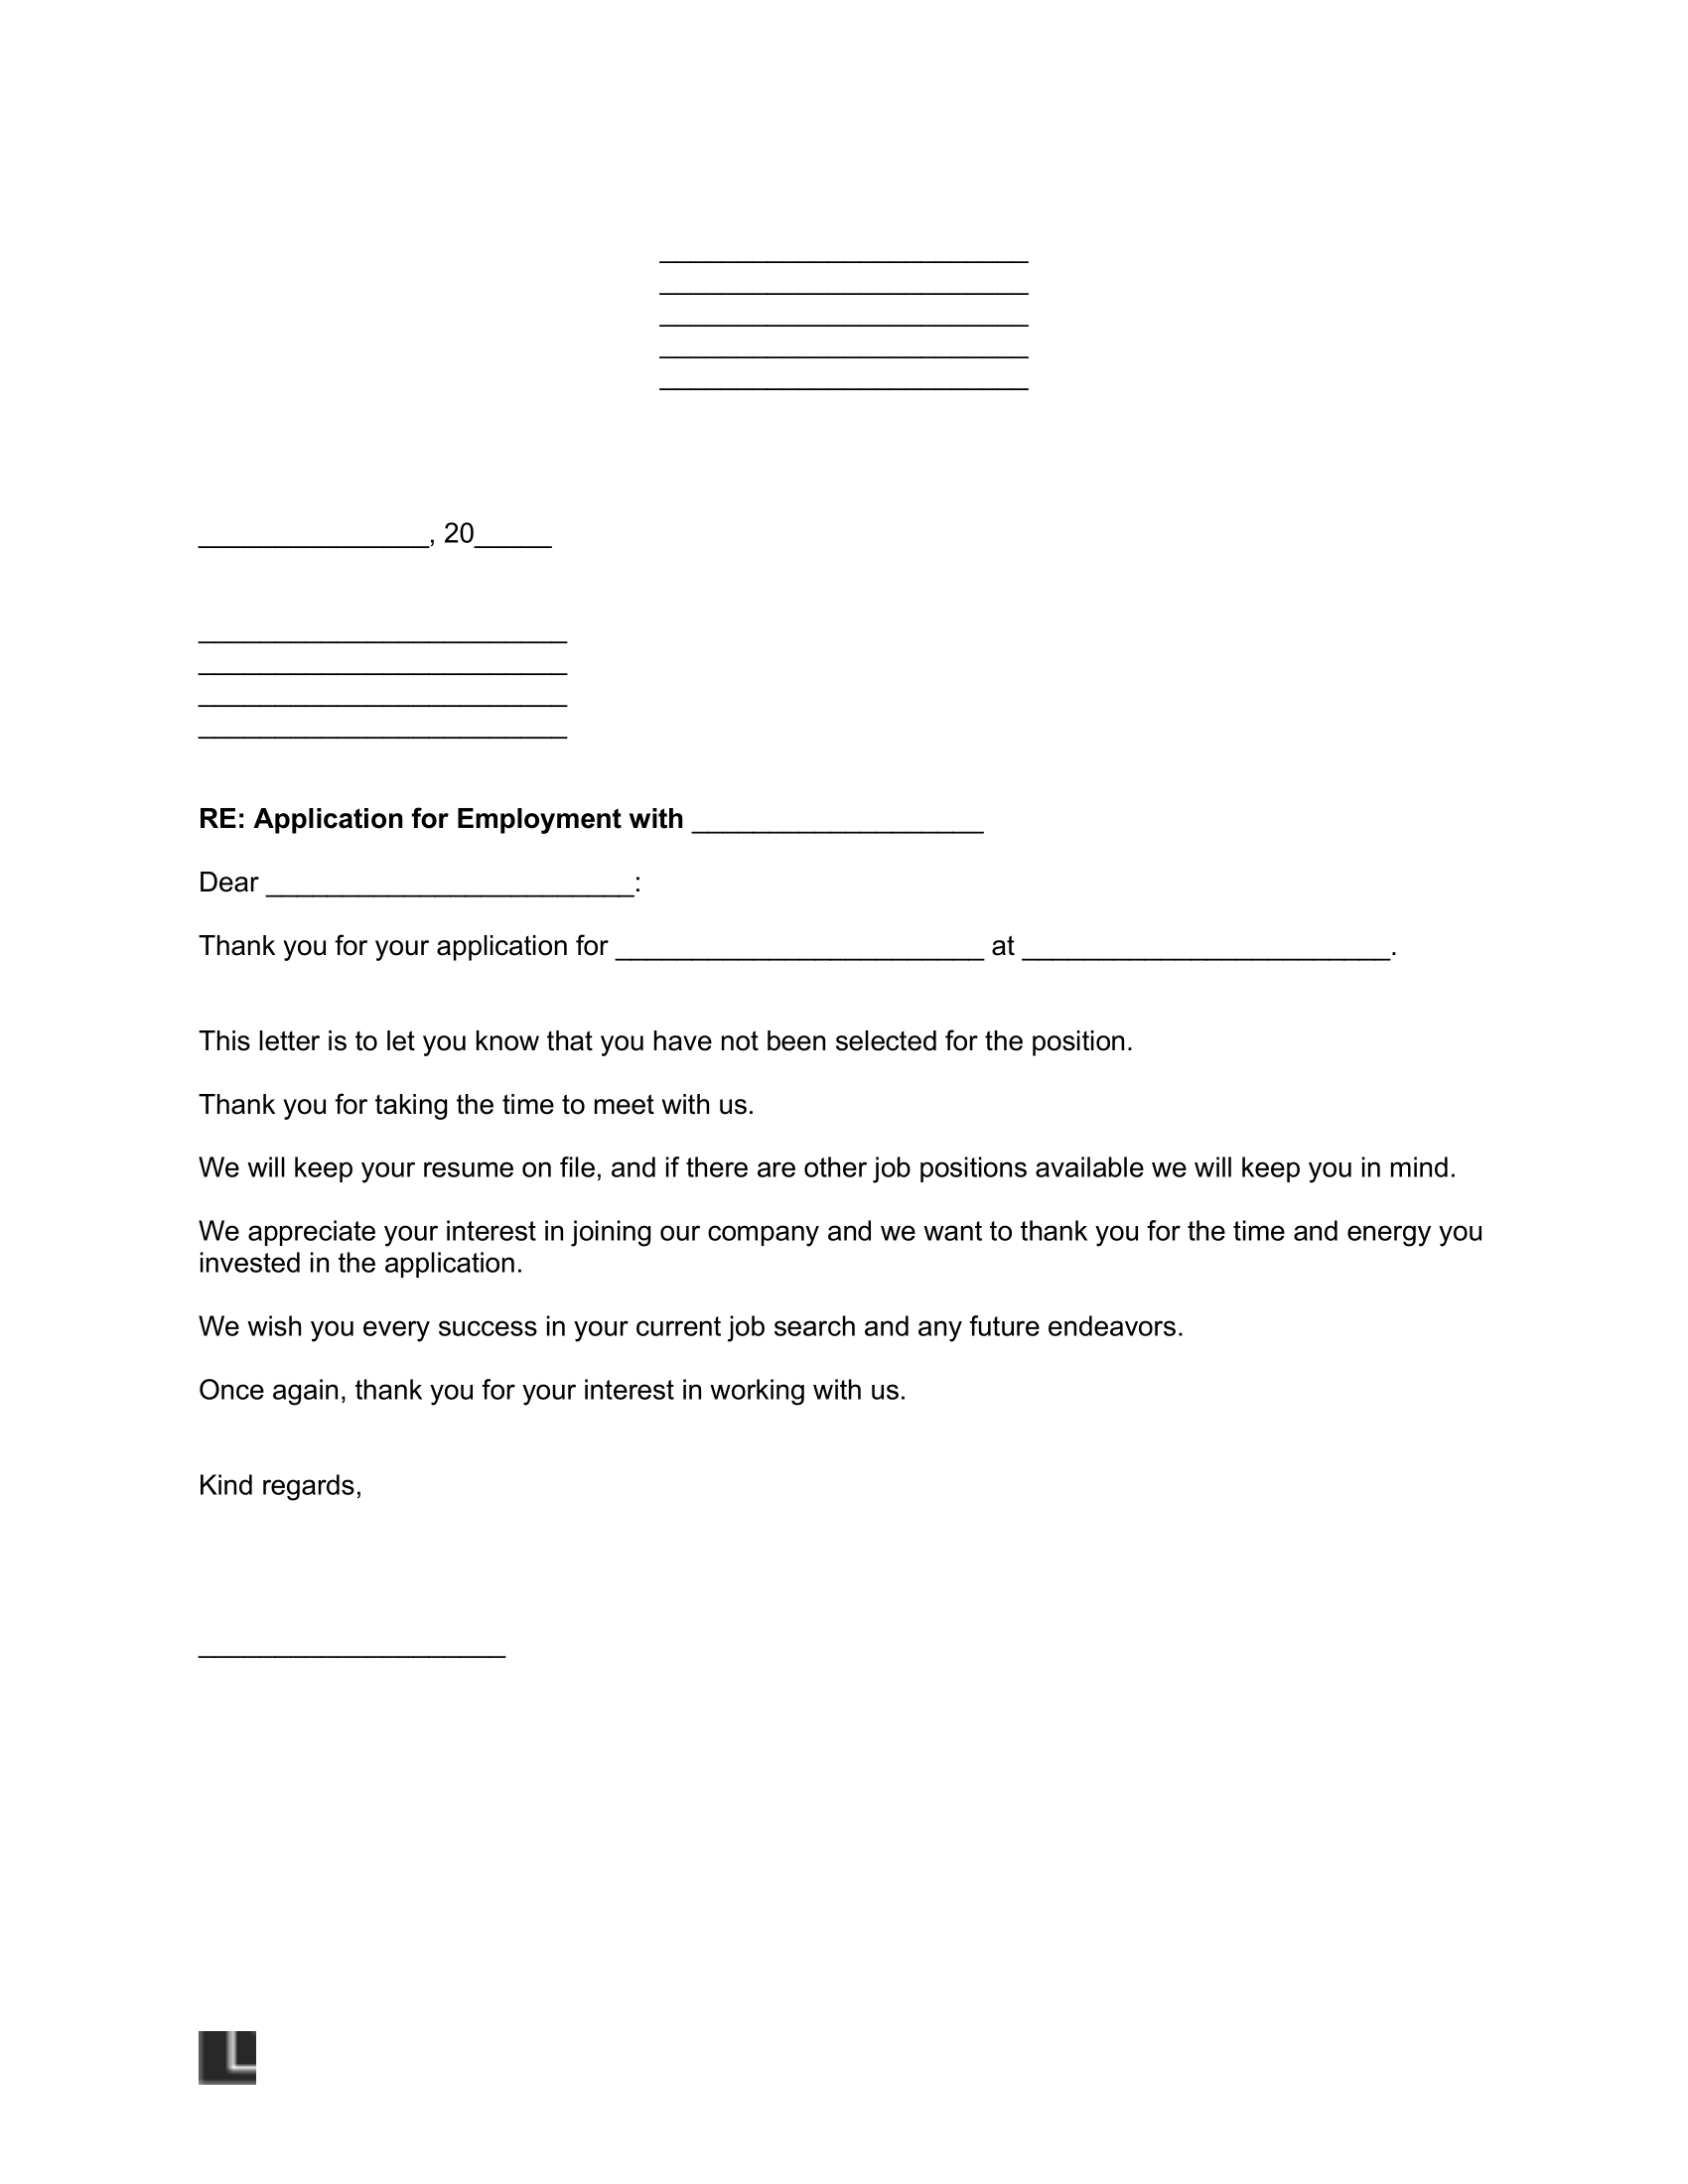 ________________________
________________________
________________________
________________________
________________________
_______________, 20_____
________________________
________________________
________________________
________________________
RE: Application for Employment with ___________________
Dear ________________________:
Thank you for your application for ________________________ at ________________________.
This letter is to let you know that you have not been selected for the position.
Thank you for taking the time to meet with us.
We will keep your resume on file, and if there are other job positions available we will keep you in mind.
We appreciate your interest in joining our company and we want to thank you for the time and energy you
invested in the application.
We wish you every success in your current job search and any future endeavors.
Once again, thank you for your interest in working with us.
Kind regards,
____________________